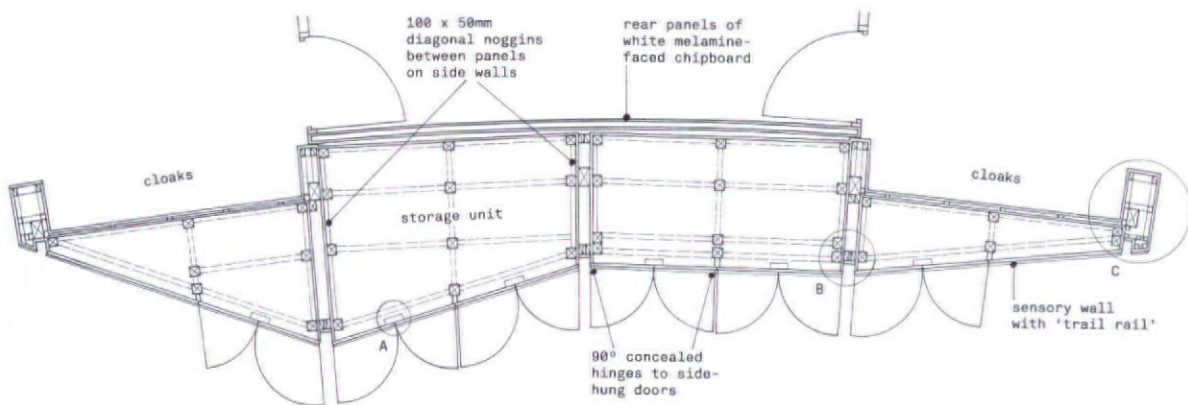 100 x 50mm
diagonal noggins
between panels
on side walls
rear panels of
white melamine-
faced chipboard
cloaks
storage unit
cloaks
A
B
C
90º concealed
hinges to side-
hung doors
sensory wall
with ‘trail rail’